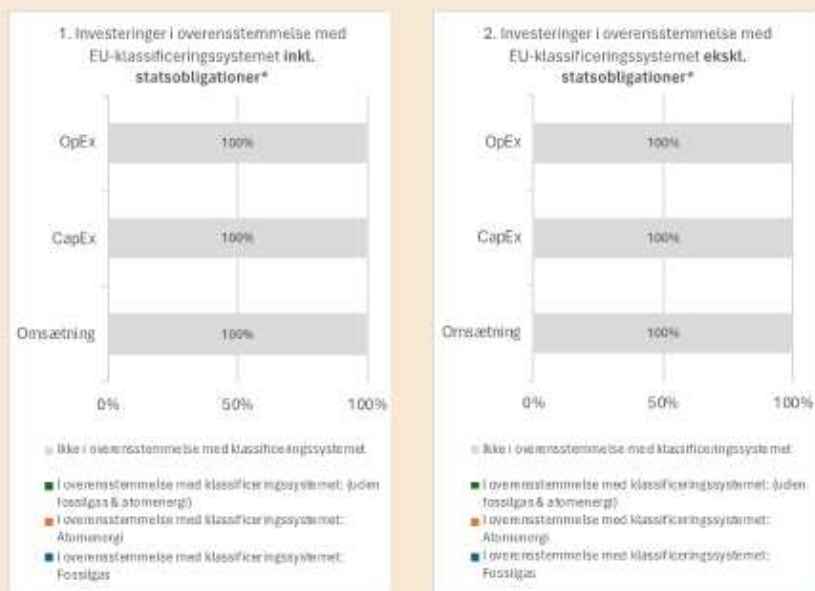 1. Investeringer i overensstemmelse med
EU-klassificeringssystemet inkl.
statsobligationer*
OpEx
100%
CapEx
100%
Omsætning
100%
0%
50%
100%
Ikke i overensstemmelse med klassificeringssystemet
I overensstemmelse med klassificeringssystemet: (uden
fossilgas & atomenergi)
I overensstemmelse med klassificeringssystemet:
Atomenergi
I overensstemmelse med klassificeringssystemet:
Fossilgas
2. Investeringer i overensstemmelse med
EU-klassificeringssystemet ekskl.
statsobligationer*
OpEx
100%
CapEx
100%
Omsætning
100%
0%
50%
100%
Ikke i overensstemmelse med klassificeringssystemet
I overensstemmelse med klassificeringssystemet: (uden
fossilgas & atomenergi)
I overensstemmelse med klassificeringssystemet:
Atomenergi
I overensstemmelse med klassificeringssystemet:
Fossilgas